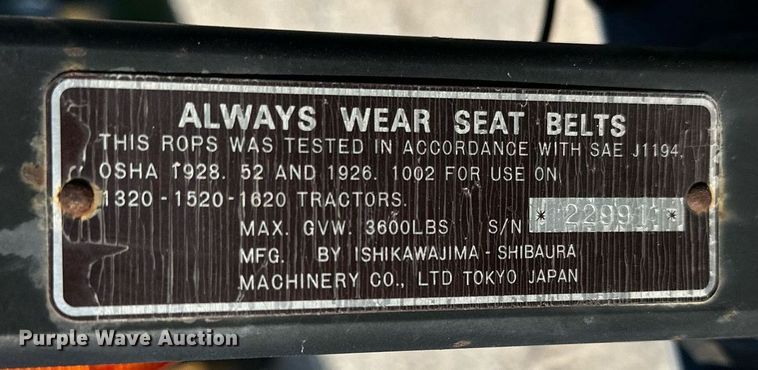 ALWAYS WEAR SEAT BELTS
THIS ROPS WAS TESTED IN ACCORDANCE WITH SAE J1194,
OSHA 1928. 52 AND 1926. 1002 FOR USE ON
1320 - 1520 - 1620 TRACTORS.
MAX. GVW. 3600LBS S/N * 22991 *
MFG. BY ISHIKAWAJIMA - SHIBAURA
MACHINERY CO., LTD TOKYO JAPAN
Purple Wave Auction